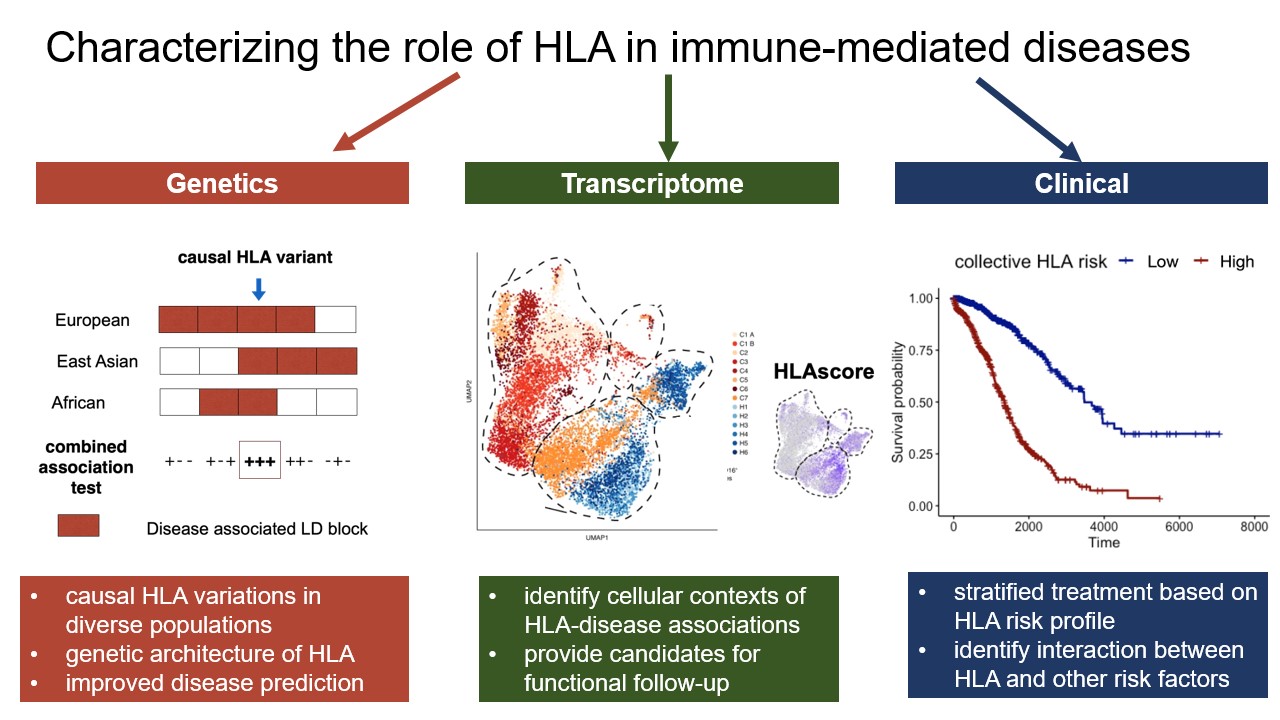 Characterizing the role of HLA in immune-mediated diseases
Genetics
causal HLA variant
European
East Asian
African
combined
association
test
+-- +-+ +++ ++- -+-
Disease associated LD block
• causal HLA variations in
diverse populations
• genetic architecture of HLA
• improved disease prediction
Transcriptome
UMAP2
UMAP1
C1 A
C1 B
C2
C3
C4
C5
C6
C7
H1
H2
H3
H4
H5
H6
HLAscore
• identify cellular contexts of
HLA-disease associations
• provide candidates for
functional follow-up
Clinical
collective HLA risk Low High
Survival probability
1.00
0.75
0.50
0.25
0.00
0 2000 4000 6000 8000
Time
• stratified treatment based on
HLA risk profile
• identify interaction between
HLA and other risk factors